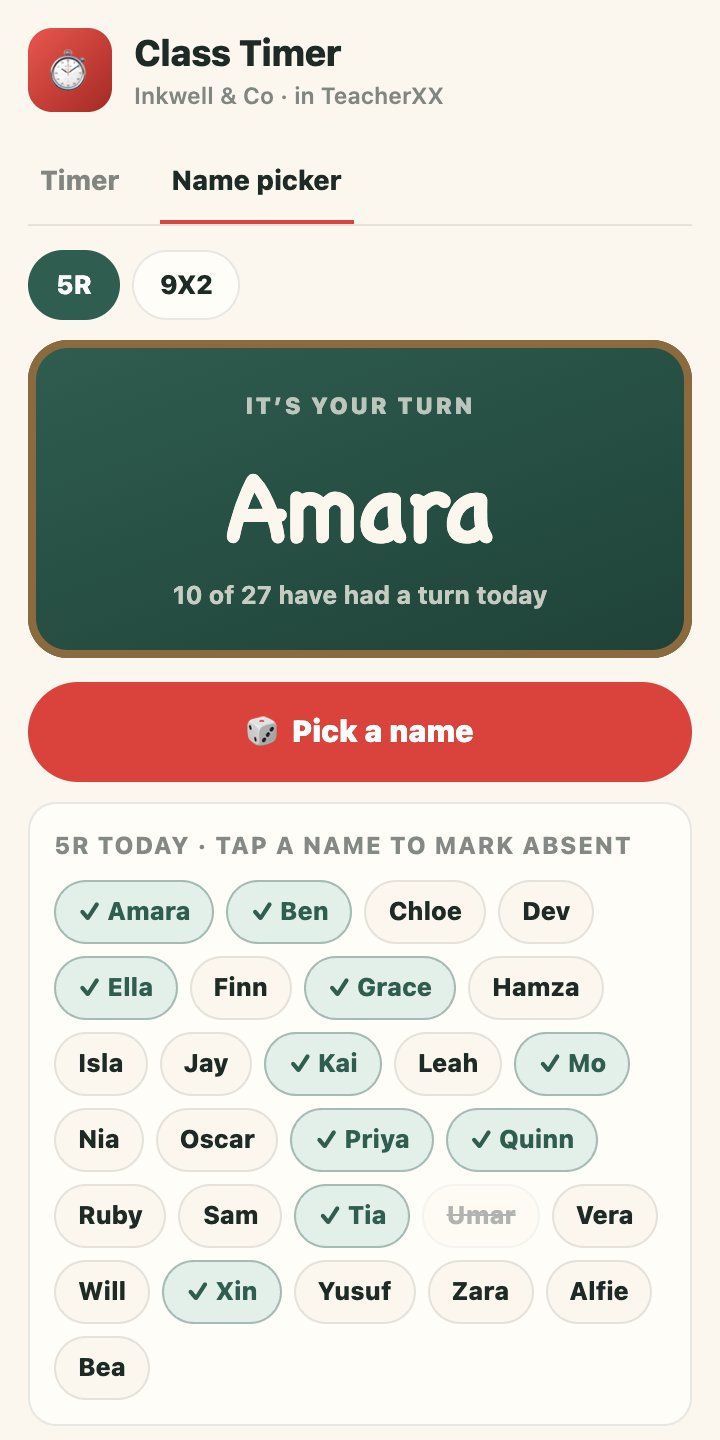 Class Timer
Inkwell & Co · in TeacherXX
Timer Name picker
5R 9X2
IT'S YOUR TURN
Amara
10 of 27 have had a turn today
Pick a name
5R TODAY · TAP A NAME TO MARK ABSENT
✓ Amara ✓ Ben Chloe Dev
✓ Ella Finn ✓ Grace Hamza
Isla Jay ✓ Kai Leah ✓ Mo
Nia Oscar ✓ Priya ✓ Quinn
Ruby Sam ✓ Tia Umar Vera
Will ✓ Xin Yusuf Zara Alfie
Bea